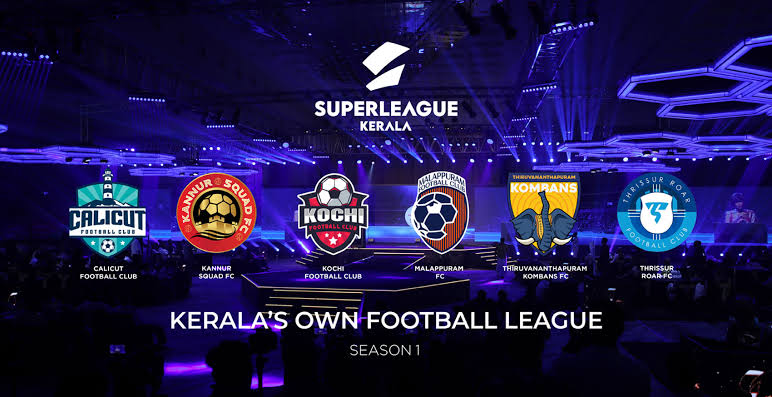 SUPERLEAGUE
KERALA
CALICUT
FOOTBALL CLUB
KANNUR SQUAD FC
KOCHI
FOOTBALL CLUB
MALAPPURAM
FOOTBALL CLUB
THIRUVANANTHAPURAM
KOMBANS
THRISSUR ROAR
FOOTBALL CLUB
CALICUT
FOOTBALL CLUB
KANNUR
SQUAD FC
KOCHI
FOOTBALL CLUB
MALAPPURAM
FC
THIRUVANANTHAPURAM
KOMBANS FC
THRISSUR
ROAR FC
KERALA'S OWN FOOTBALL LEAGUE
SEASON 1